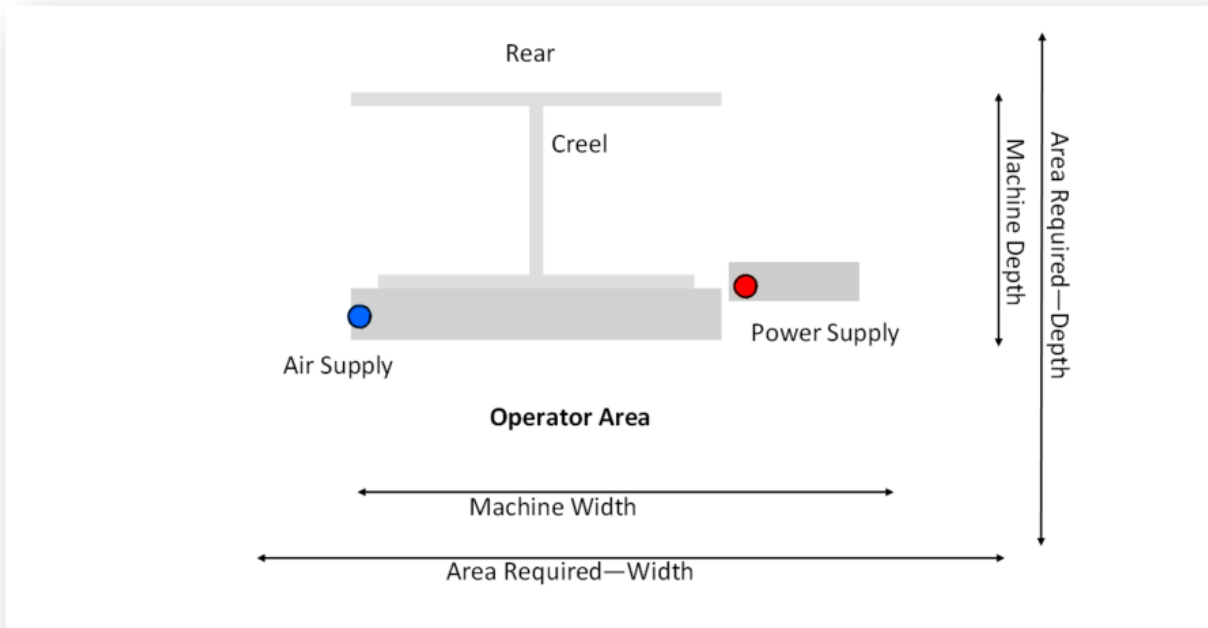 Rear
Creel
Machine Depth
Area Required—Depth
Power Supply
Air Supply
Operator Area
Machine Width
Area Required—Width